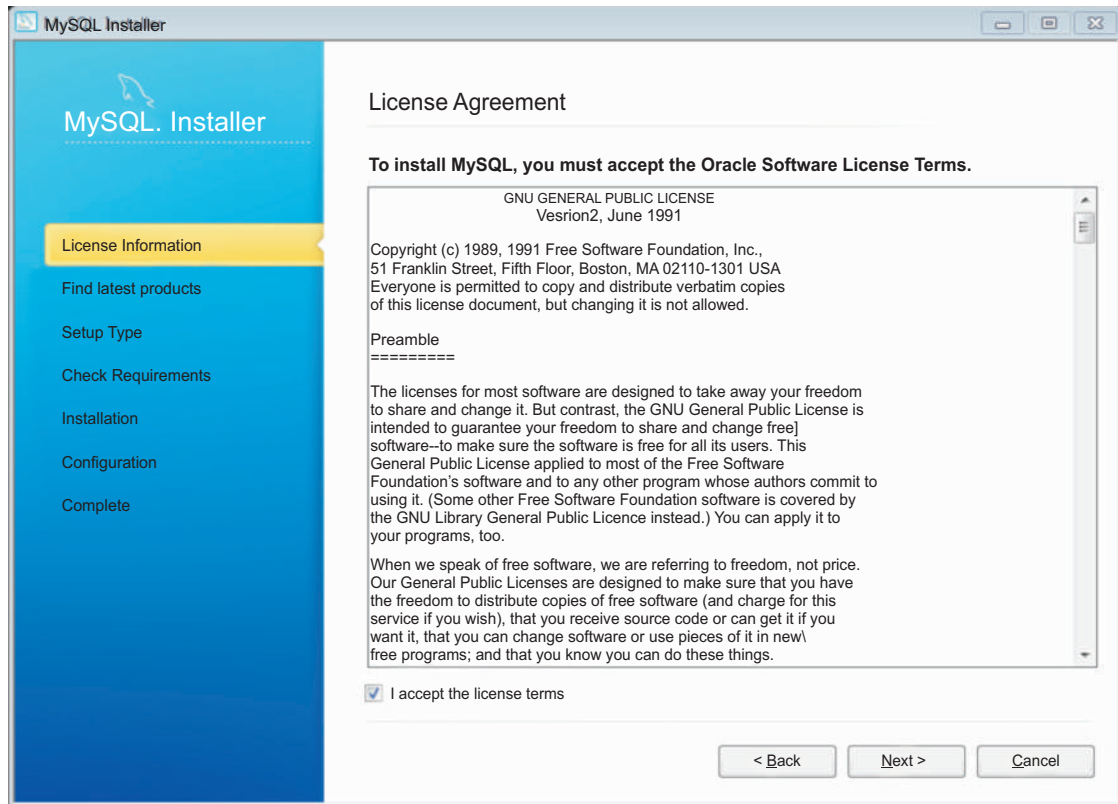 MySQL Installer
MySQL. Installer
License Information
Find latest products
Setup Type
Check Requirements
Installation
Configuration
Complete
License Agreement
To install MySQL, you must accept the Oracle Software License Terms.
GNU GENERAL PUBLIC LICENSE
Vesrion2, June 1991
Copyright (c) 1989, 1991 Free Software Foundation, Inc.,
51 Franklin Street, Fifth Floor, Boston, MA 02110-1301 USA
Everyone is permitted to copy and distribute verbatim copies
of this license document, but changing it is not allowed.
Preamble
=========
The licenses for most software are designed to take away your freedom
to share and change it. But contrast, the GNU General Public License is
intended to guarantee your freedom to share and change free]
software--to make sure the software is free for all its users. This
General Public License applied to most of the Free Software
Foundation's software and to any other program whose authors commit to
using it. (Some other Free Software Foundation software is covered by
the GNU Library General Public Licence instead.) You can apply it to
your programs, too.
When we speak of free software, we are referring to freedom, not price.
Our General Public Licenses are designed to make sure that you have
the freedom to distribute copies of free software (and charge for this
service if you wish), that you receive source code or can get it if you
want it, that you can change software or use pieces of it in new\
free programs; and that you know you can do these things.
I accept the license terms
< Back
Next >
Cancel